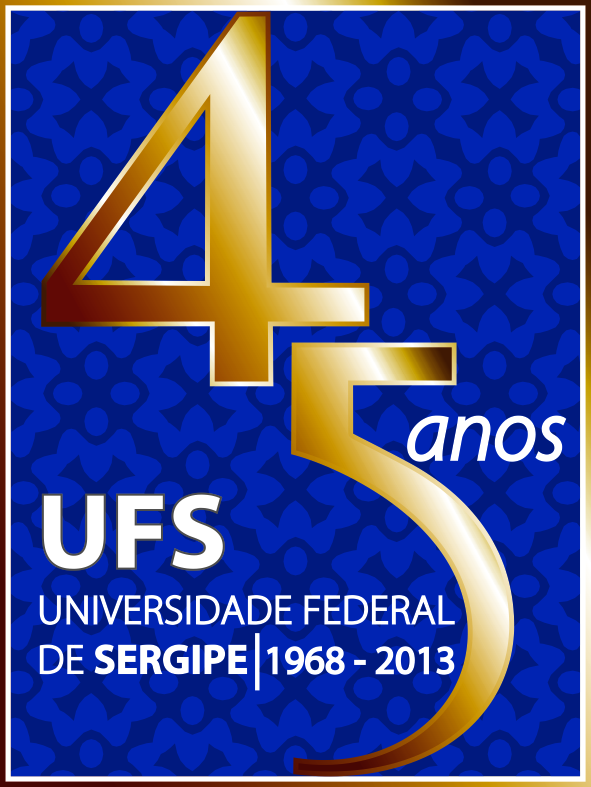 45
anos
UFS
UNIVERSIDADE FEDERAL
DE SERGIPE | 1968 - 2013